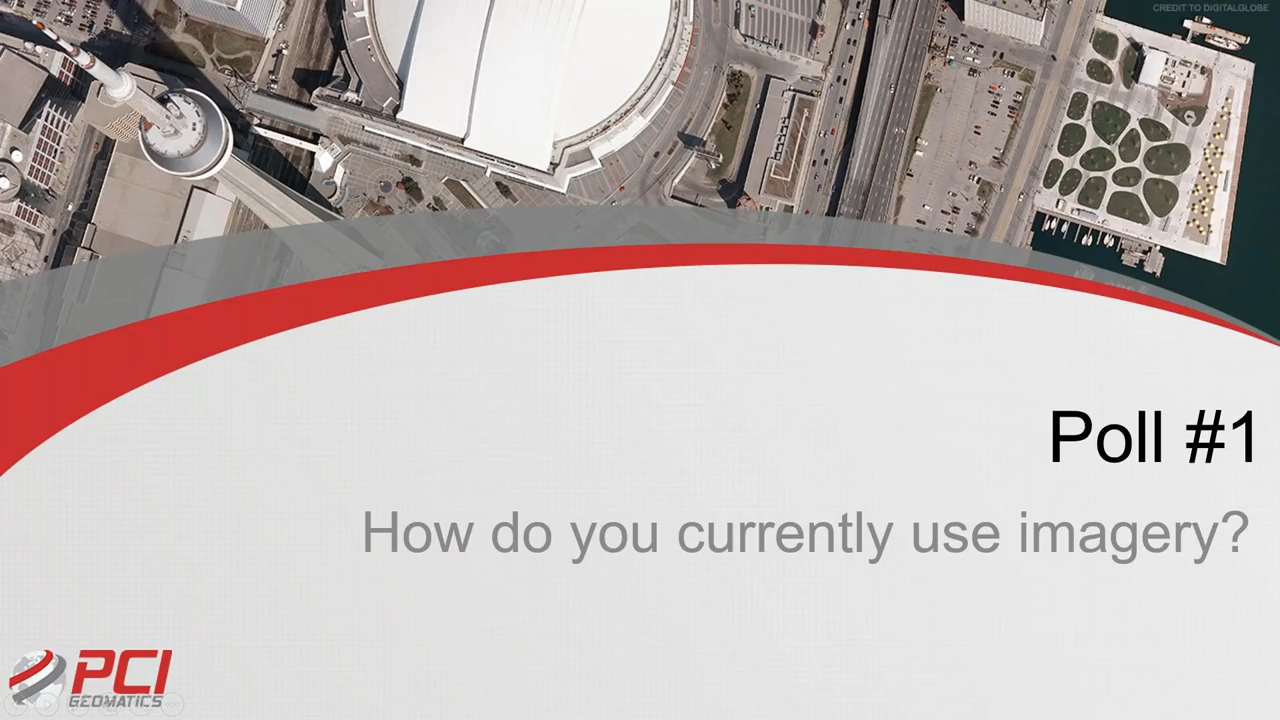 CREDIT TO DIGITALGLOBE
Poll #1
How do you currently use imagery?
PCI
GEOMATICS